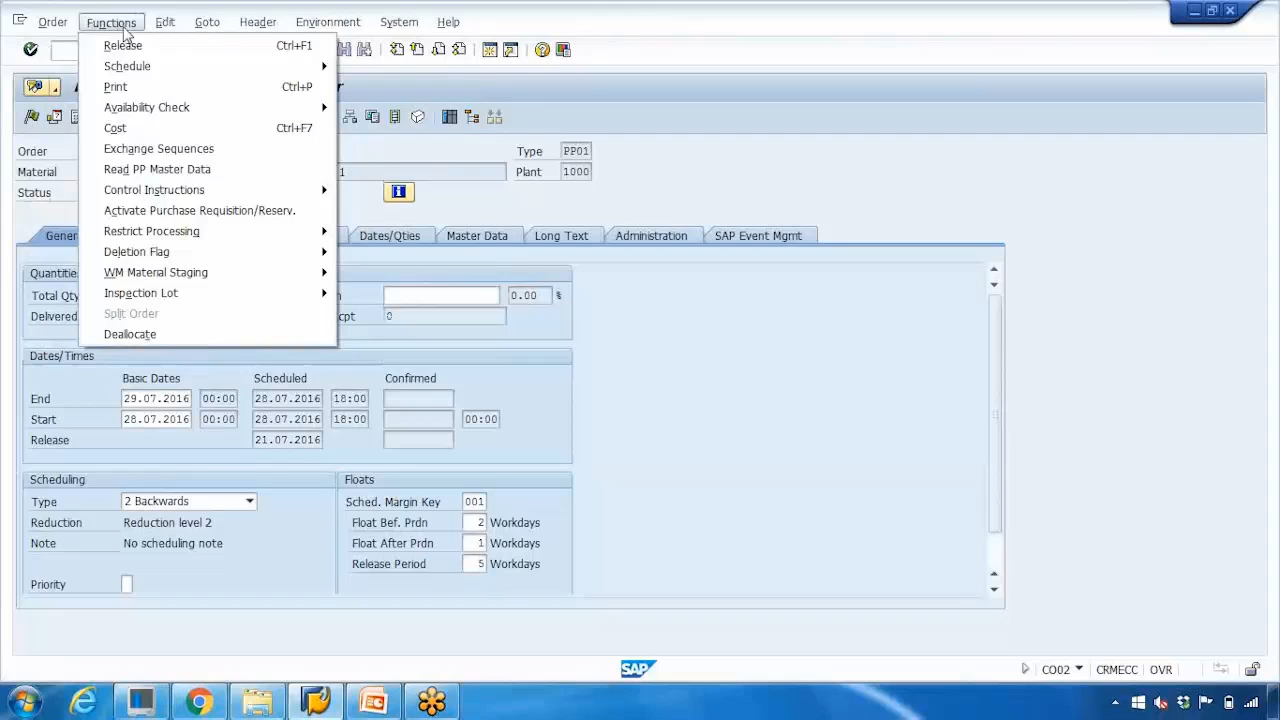 Order Functions Edit Goto Header Environment System Help
Release Ctrl+F1
Schedule
Print Ctrl+P
Availability Check
Cost Ctrl+F7
Exchange Sequences
Read PP Master Data
Control Instructions
Activate Purchase Requisition/Reserv.
Restrict Processing
Deletion Flag
WM Material Staging
Inspection Lot
Split Order
Deallocate
Order Type PP01
Material 1 Plant 1000
Status
Dates/Qties Master Data Long Text Administration SAP Event Mgmt
Total Qty 0.00 %
0
Dates/Times
Basic Dates Scheduled Confirmed
End 29.07.2016 00:00 28.07.2016 18:00
Start 28.07.2016 00:00 28.07.2016 18:00 00:00
Release 21.07.2016
Scheduling Floats
Type 2 Backwards Sched. Margin Key 001
Reduction Reduction level 2 Float Bef. Prdn 2 Workdays
Note No scheduling note Float After Prdn 1 Workdays
Release Period 5 Workdays
Priority
SAP CO02 CRMECC OVR